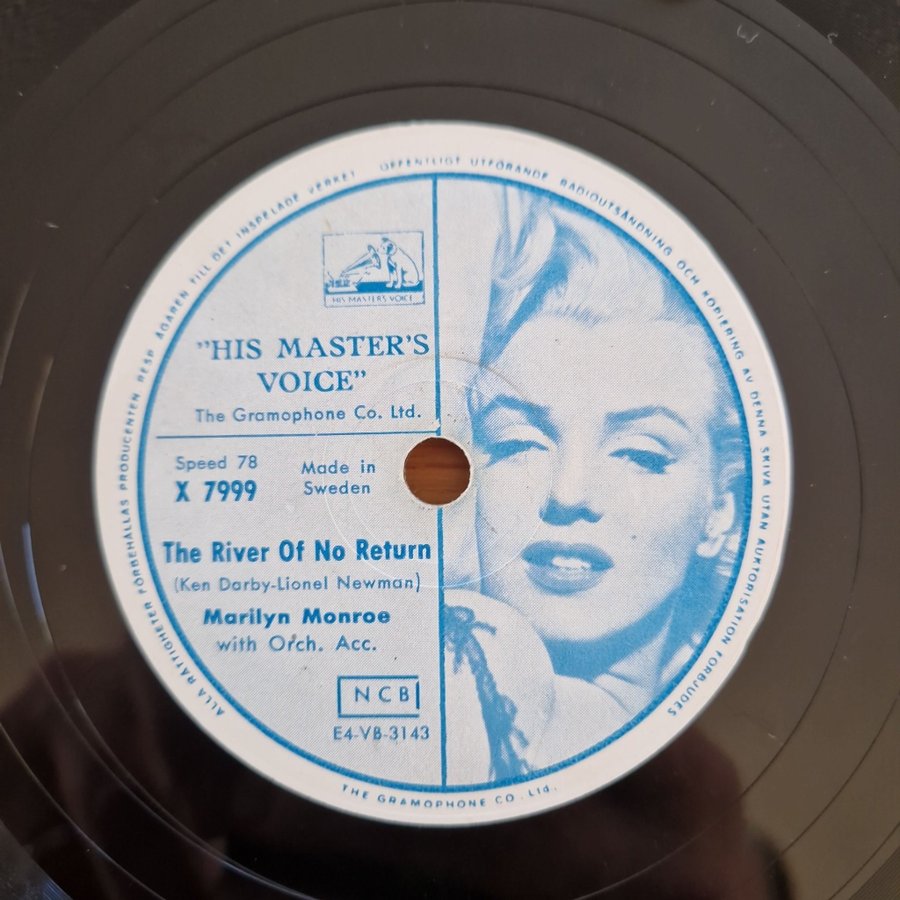 ALLA RÄTTIGHETER FÖRBEHÅLLAS PRODUCENTEN RESP. ÄGAREN TILL DET INSPELADE VERKET. OFFENTLIGT UTFÖRANDE RADIOUTSÄNDNING OCH KOPIERING AV DENNA SKIVA UTAN AUKTORISATION FÖRBJUDES
HIS MASTER'S VOICE
"HIS MASTER'S
VOICE"
The Gramophone Co. Ltd.
Speed 78
X 7999
Made in
Sweden
The River Of No Return
(Ken Darby-Lionel Newman)
Marilyn Monroe
with Orch. Acc.
NCB
E4-VB-3143
THE GRAMOPHONE CO. Ltd.